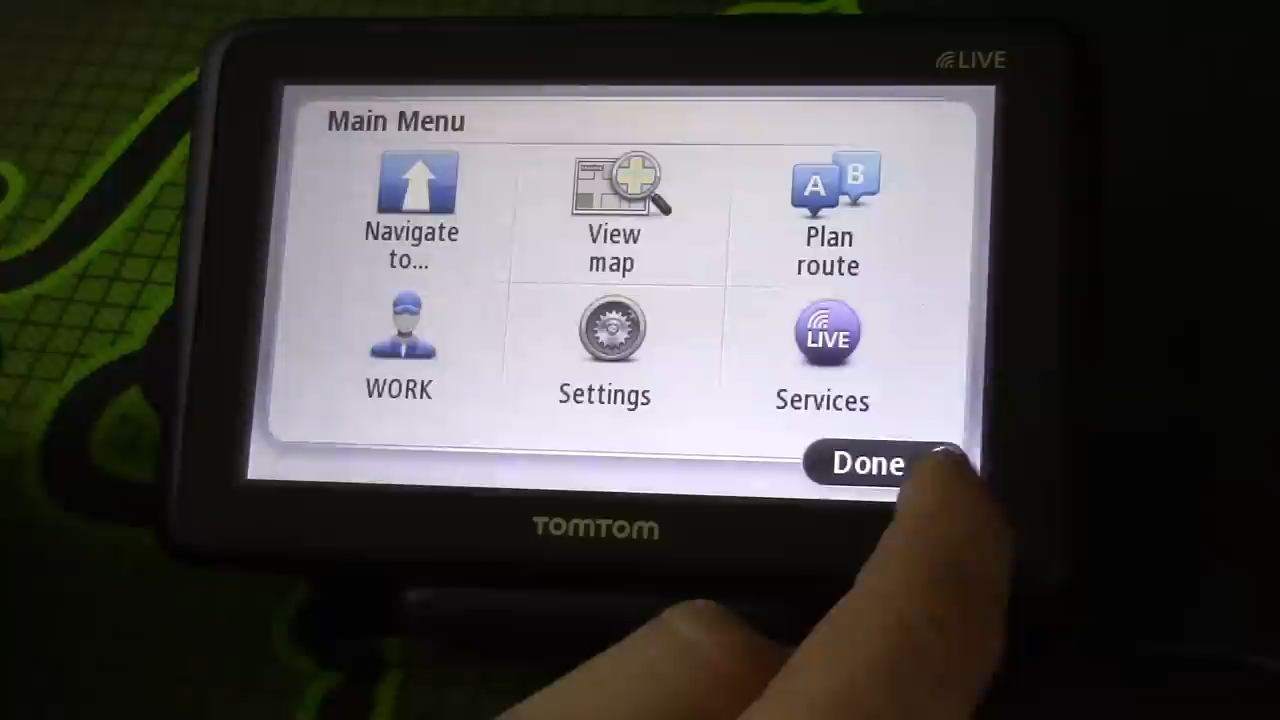 LIVE
Main Menu
Navigate
to...
View
map
Plan
route
A
B
WORK
Settings
LIVE
Services
Done
TOMTOM